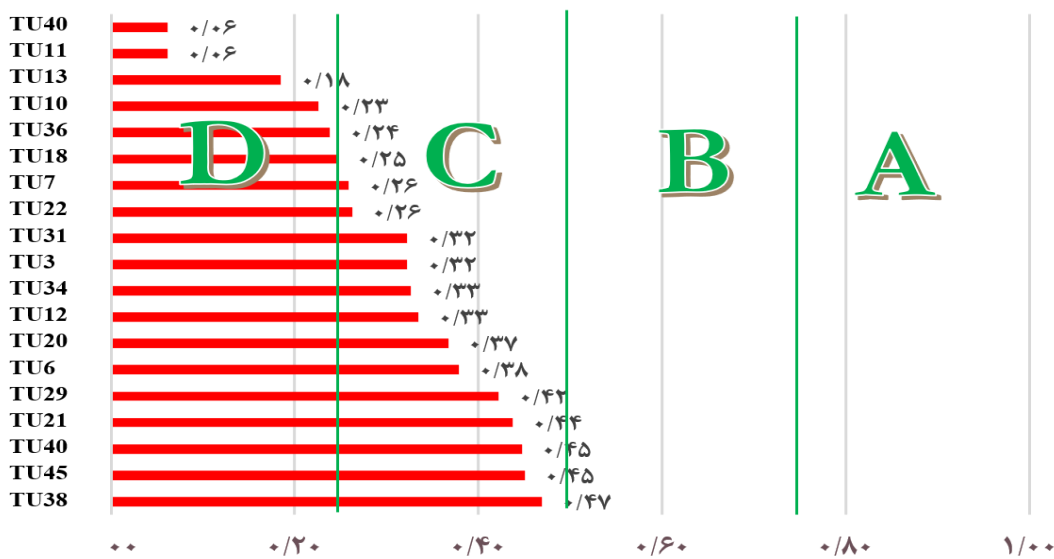 TU40 ۰/۰۶
TU11 ۰/۰۶
TU13 ۰/۱۸
TU10 ۰/۲۳
TU36 ۰/۲۴
TU18 ۰/۲۵
TU7 ۰/۲۶
TU22 ۰/۲۶
TU31 ۰/۳۲
TU3 ۰/۳۲
TU34 ۰/۳۳
TU12 ۰/۳۳
TU20 ۰/۳۷
TU6 ۰/۳۸
TU29 ۰/۴۲
TU21 ۰/۴۴
TU40 ۰/۴۵
TU45 ۰/۴۵
TU38 ۰/۴۷
D C B A
۰۰ ۰/۲۰ ۰/۴۰ ۰/۶۰ ۰/۸۰ ۱/۰۰